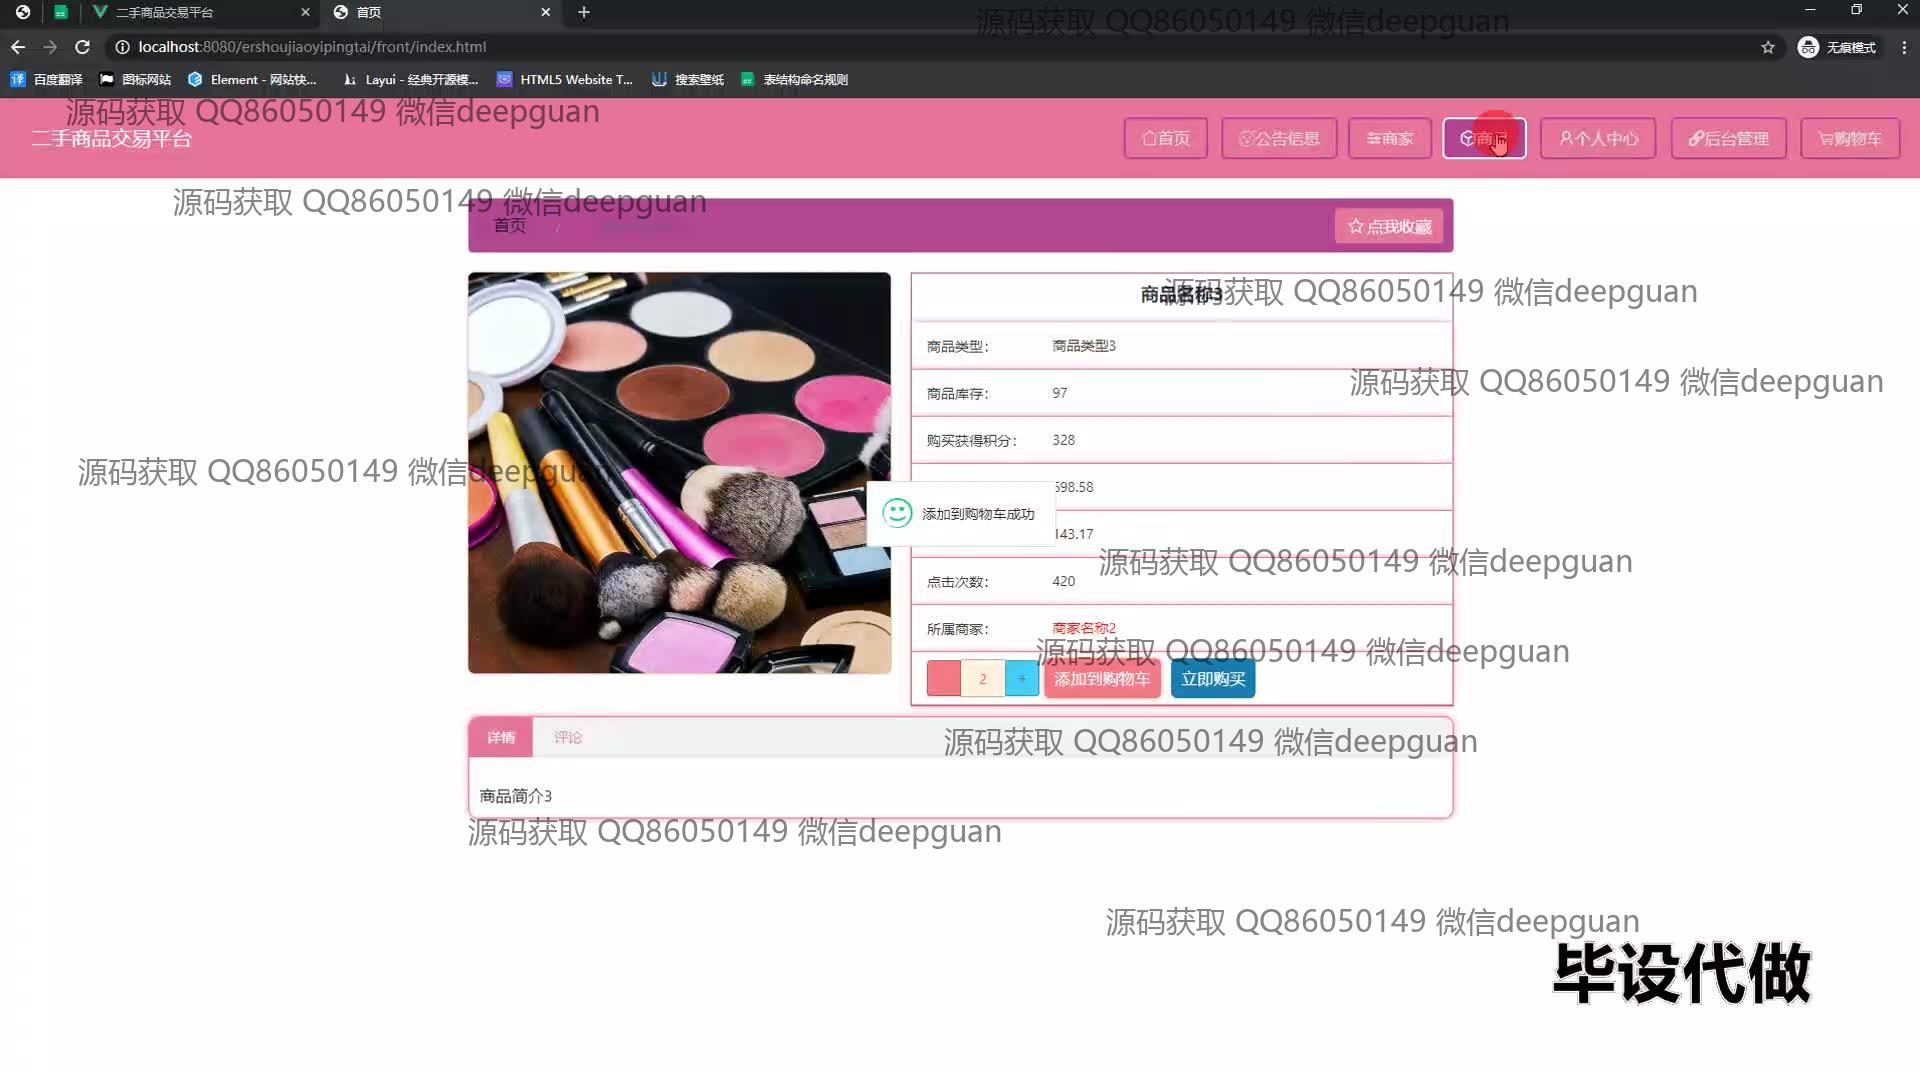 二手商品交易平台
首页
localhost:8080/ershoujiaoyipingtai/front/index.html
无痕模式
百度翻译
图标网站
Element - 网站快...
Layui - 经典开源模...
HTML5 Website T...
搜索壁纸
表结构命名规则
源码获取 QQ86050149 微信deepguan
源码获取 QQ86050149 微信deepguan
二手商品交易平台
首页
公告信息
商家
商品
个人中心
后台管理
购物车
源码获取 QQ86050149 微信deepguan
首页 /
点我收藏
商品名称3
源码获取 QQ86050149 微信deepguan
商品类型: 商品类型3
源码获取 QQ86050149 微信deepguan
商品库存: 97
购买获得积分: 328
源码获取 QQ86050149 微信deepguan
598.58
添加到购物车成功
143.17
源码获取 QQ86050149 微信deepguan
点击次数: 420
所属商家: 商家名称2
源码获取 QQ86050149 微信deepguan
2 + 添加到购物车 立即购买
详情 评论
源码获取 QQ86050149 微信deepguan
商品简介3
源码获取 QQ86050149 微信deepguan
源码获取 QQ86050149 微信deepguan
毕设代做